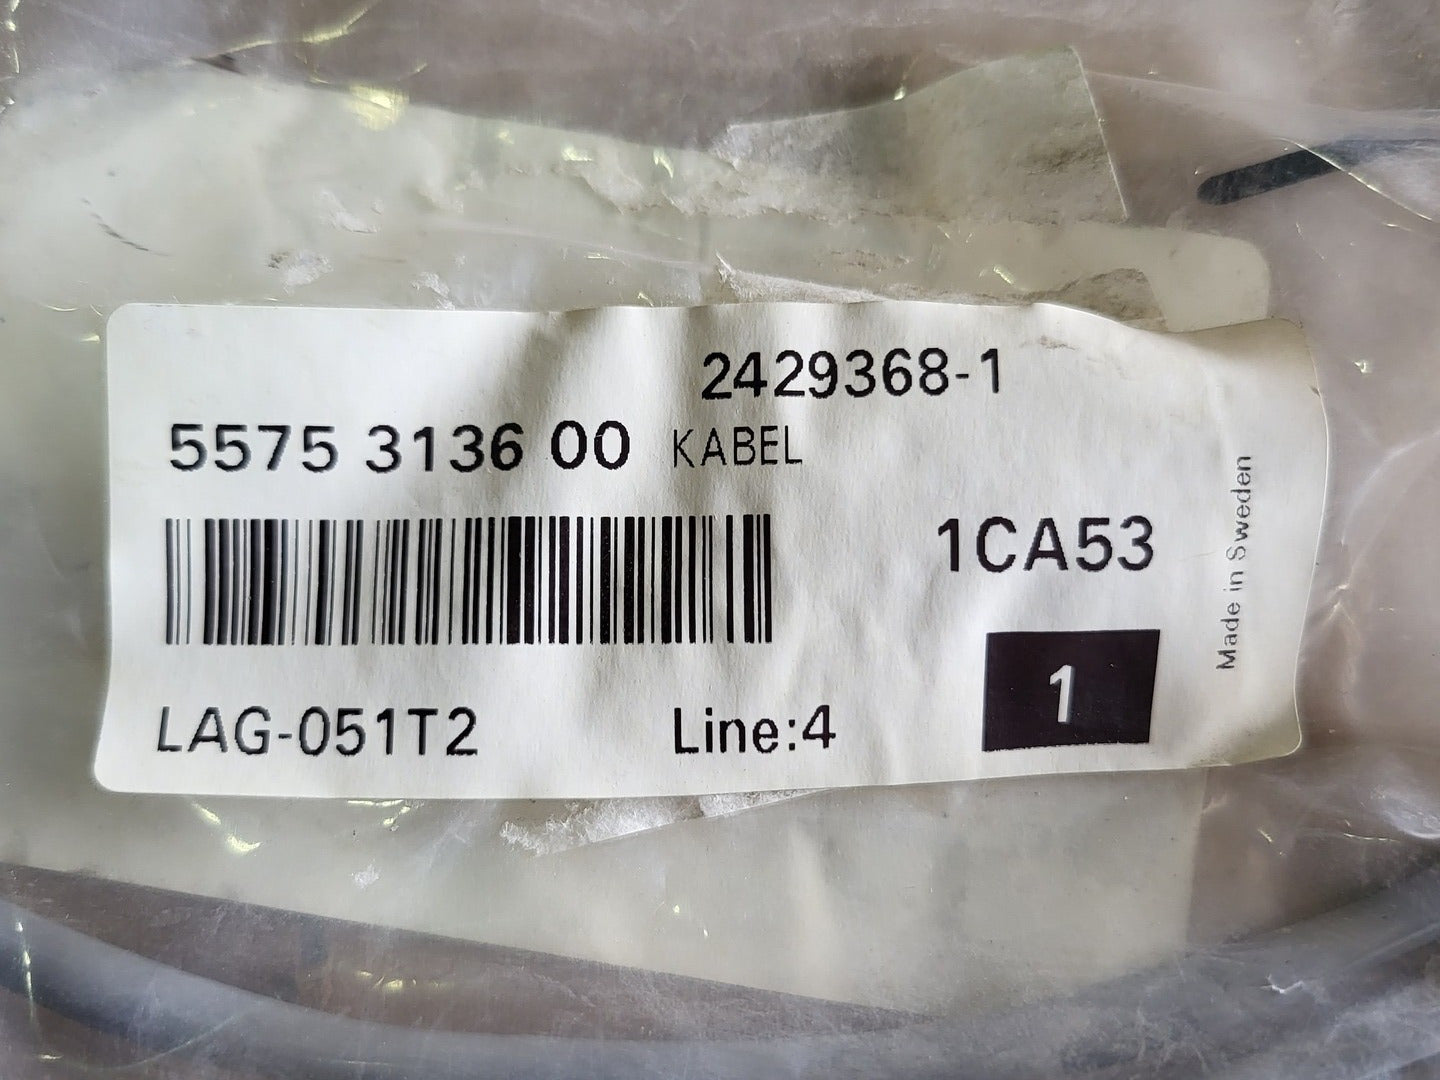 2429368-1
5575 3136 00 KABEL
1CA53
Made in Sweden
1
LAG-051T2 Line:4